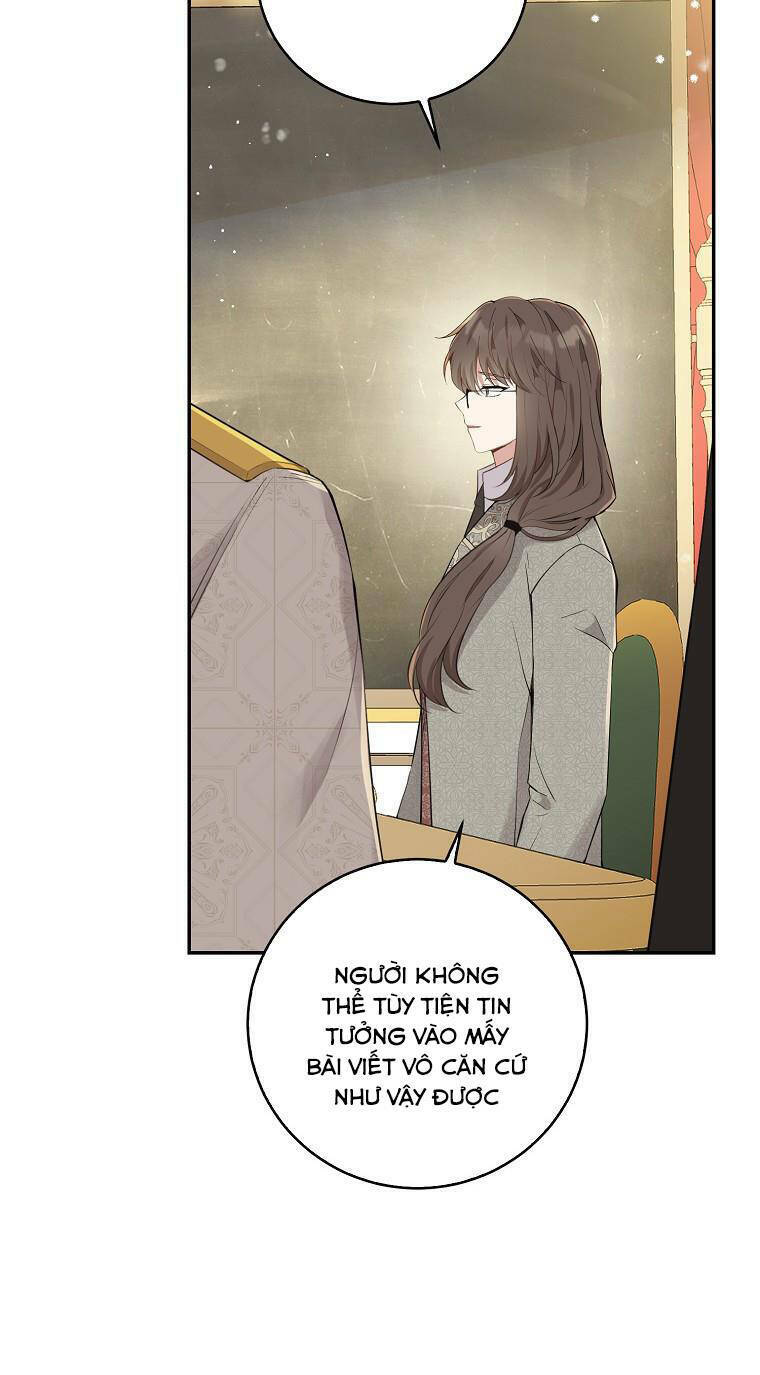 NGƯỜI KHÔNG
THỂ TÙY TIỆN TIN
TƯỞNG VÀO MẤY
BÀI VIẾT VÔ CĂN CỨ
NHƯ VẬY ĐƯỢC